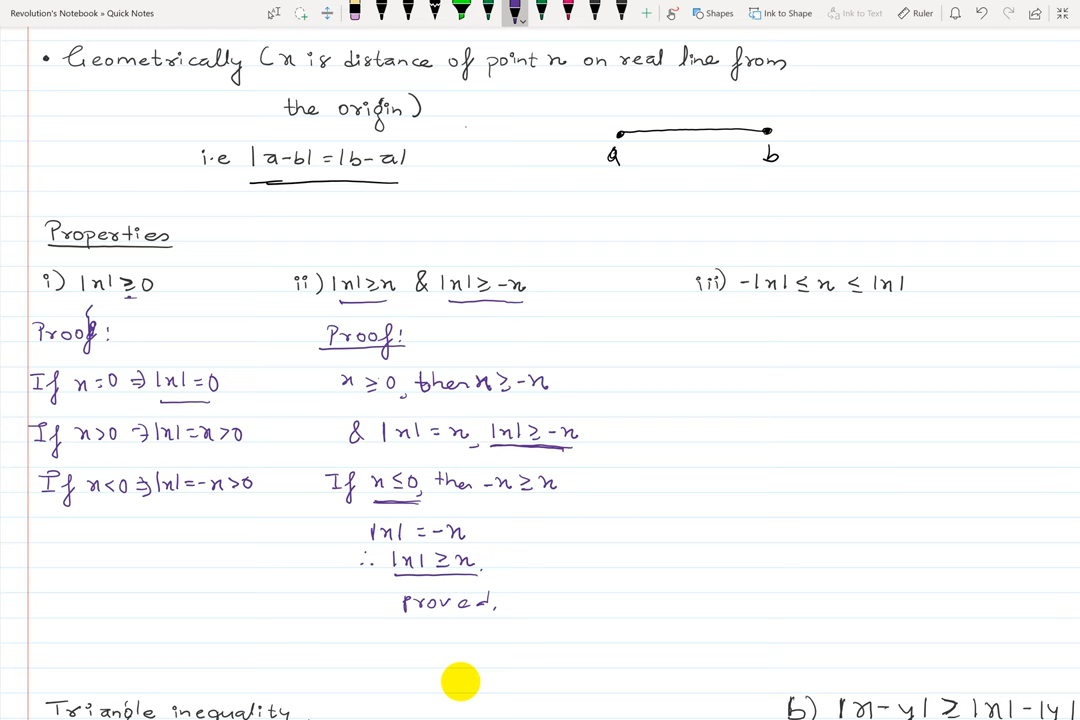 Revolution's Notebook » Quick Notes
Shapes
Ink to Shape
Ink to Text
Ruler
• Geometrically (x is distance of point x on real line from
the origin)
i.e |a-b| = |b-a|
a b
Properties
i) |x| ≥ 0
ii) |x| ≥ x & |x| ≥ -x
iii) -|x| ≤ x ≤ |x|
Proof:
If x=0 ⇒ |x| = 0
If x>0 ⇒ |x| = x > 0
If x<0 ⇒ |x| = -x > 0
Proof:
x ≥ 0, then x ≥ -x
& |x| = x, |x| ≥ -x
If x ≤ 0, then -x ≥ x
|x| = -x
∴ |x| ≥ x.
Proved.
Triangle inequality
b) |x-y| ≥ |x| - |y|